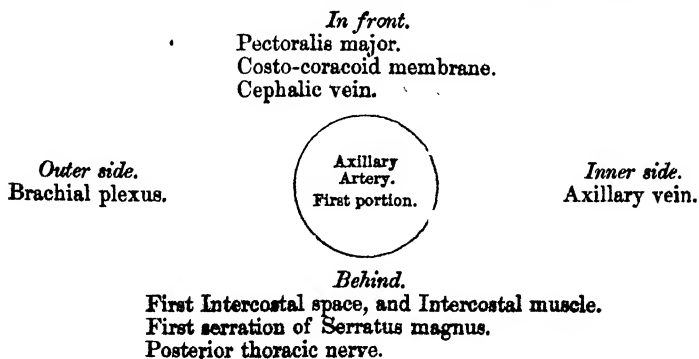 In front.
Pectoralis major.
Costo-coracoid membrane.
Cephalic vein.
Outer side.
Brachial plexus.
Axillary
Artery.
First portion.
Inner side.
Axillary vein.
Behind.
First Intercostal space, and Intercostal muscle.
First serration of Serratus magnus.
Posterior thoracic nerve.